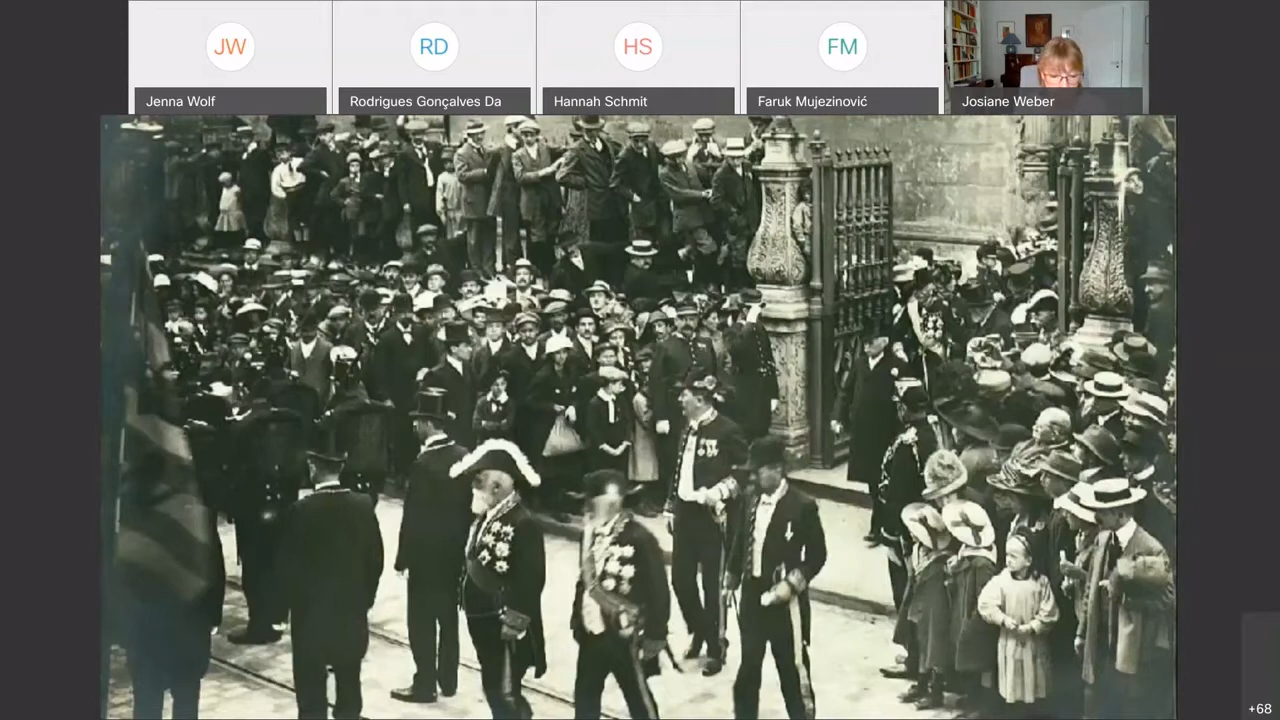 JW
RD
HS
FM
Jenna Wolf
Rodrigues Gonçalves Da
Hannah Schmit
Faruk Mujezinović
Josiane Weber
+68